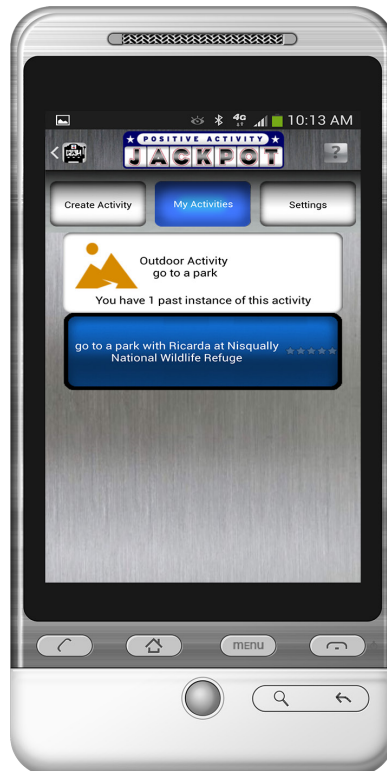 4G
10:13 AM
POSITIVE ACTIVITY
JACKPOT
?
Create Activity
My Activities
Settings
Outdoor Activity
go to a park
You have 1 past instance of this activity
go to a park with Ricarda at Nisqually
National Wildlife Refuge
menu